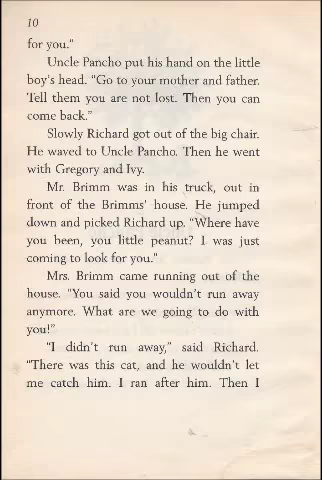 10
for you."
Uncle Pancho put his hand on the little
boy's head. "Go to your mother and father.
Tell them you are not lost. Then you can
come back."
Slowly Richard got out of the big chair.
He waved to Uncle Pancho. Then he went
with Gregory and Ivy.
Mr. Brimm was in his truck, out in
front of the Brimms' house. He jumped
down and picked Richard up. "Where have
you been, you little peanut? I was just
coming to look for you."
Mrs. Brimm came running out of the
house. "You said you wouldn't run away
anymore. What are we going to do with
you!"
"I didn't run away," said Richard.
"There was this cat, and he wouldn't let
me catch him. I ran after him. Then I